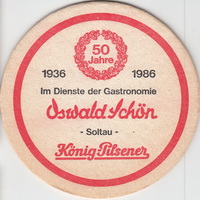 50
Jahre
1936 1986
Im Dienste der Gastronomie
Oswald Schön
- Soltau -
König Pilsener